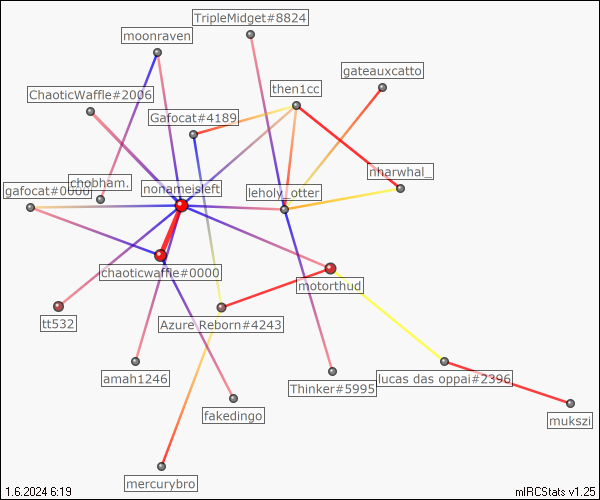 TripleMidget#8824
moonraven
gateauxcatto
then1cc
ChaoticWaffle#2006
Gafocat#4189
nharwhal_
chobham.
gafocat#0000
nonameisleft
leholy_otter
chaoticwaffle#0000
motorthud
tt532
Azure Reborn#4243
amah1246
Thinker#5995
lucas das oppai#2396
fakedingo
mukszi
mercurybro
1.6.2024 6:19
mIRCStats v1.25